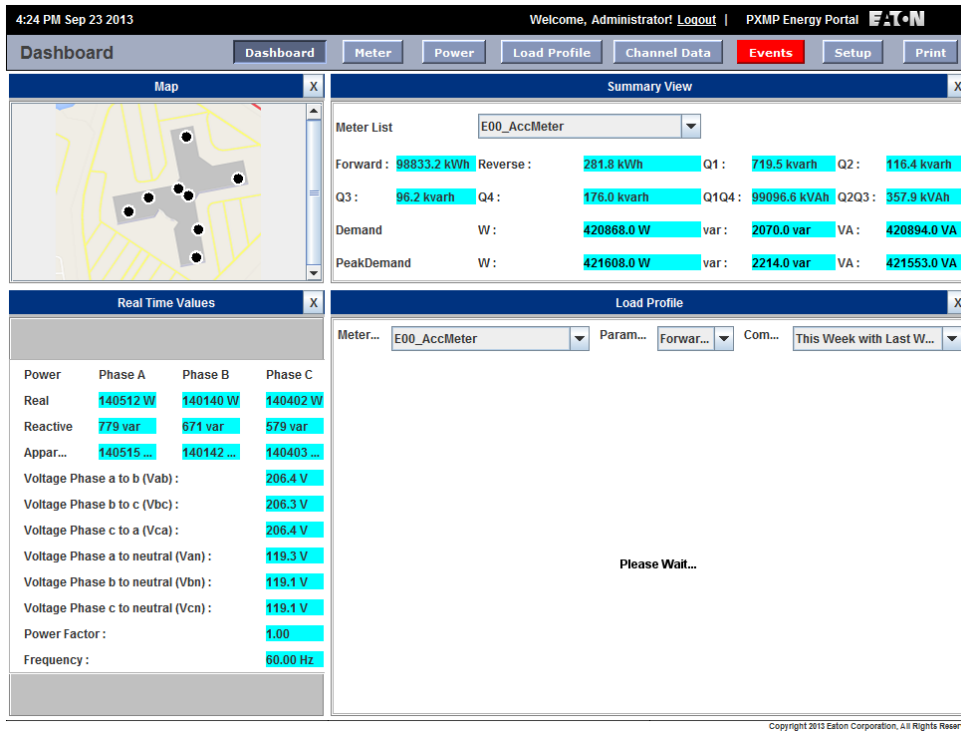 4:24 PM Sep 23 2013 Welcome, Administrator! Logout | PXMP Energy Portal EATON
Dashboard Dashboard Meter Power Load Profile Channel Data Events Setup Print
Map X
Summary View X
Meter List E00_AccMeter
Forward : 98833.2 kWh Reverse : 281.8 kWh Q1 : 719.5 kvarh Q2 : 116.4 kvarh
Q3 : 96.2 kvarh Q4 : 176.0 kvarh Q1Q4 : 99096.6 kVAh Q2Q3 : 357.9 kVAh
Demand W : 420868.0 W var : 2070.0 var VA : 420894.0 VA
PeakDemand W : 421608.0 W var : 2214.0 var VA : 421553.0 VA
Real Time Values X
Power Phase A Phase B Phase C
Real 140512 W 140140 W 140402 W
Reactive 779 var 671 var 579 var
Appar... 140515 ... 140142 ... 140403 ...
Voltage Phase a to b (Vab) : 206.4 V
Voltage Phase b to c (Vbc) : 206.3 V
Voltage Phase c to a (Vca) : 206.4 V
Voltage Phase a to neutral (Van) : 119.3 V
Voltage Phase b to neutral (Vbn) : 119.1 V
Voltage Phase c to neutral (Vcn) : 119.1 V
Power Factor : 1.00
Frequency : 60.00 Hz
Load Profile X
Meter... E00_AccMeter Param... Forwar... Com... This Week with Last W...
Please Wait...
Copyright 2013 Eaton Corporation, All Rights Reser